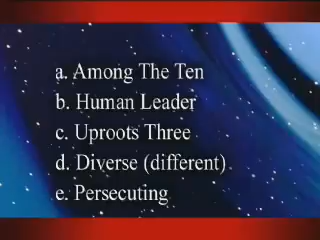 a. Among The Ten
b. Human Leader
c. Uproots Three
d. Diverse (different)
e. Persecuting